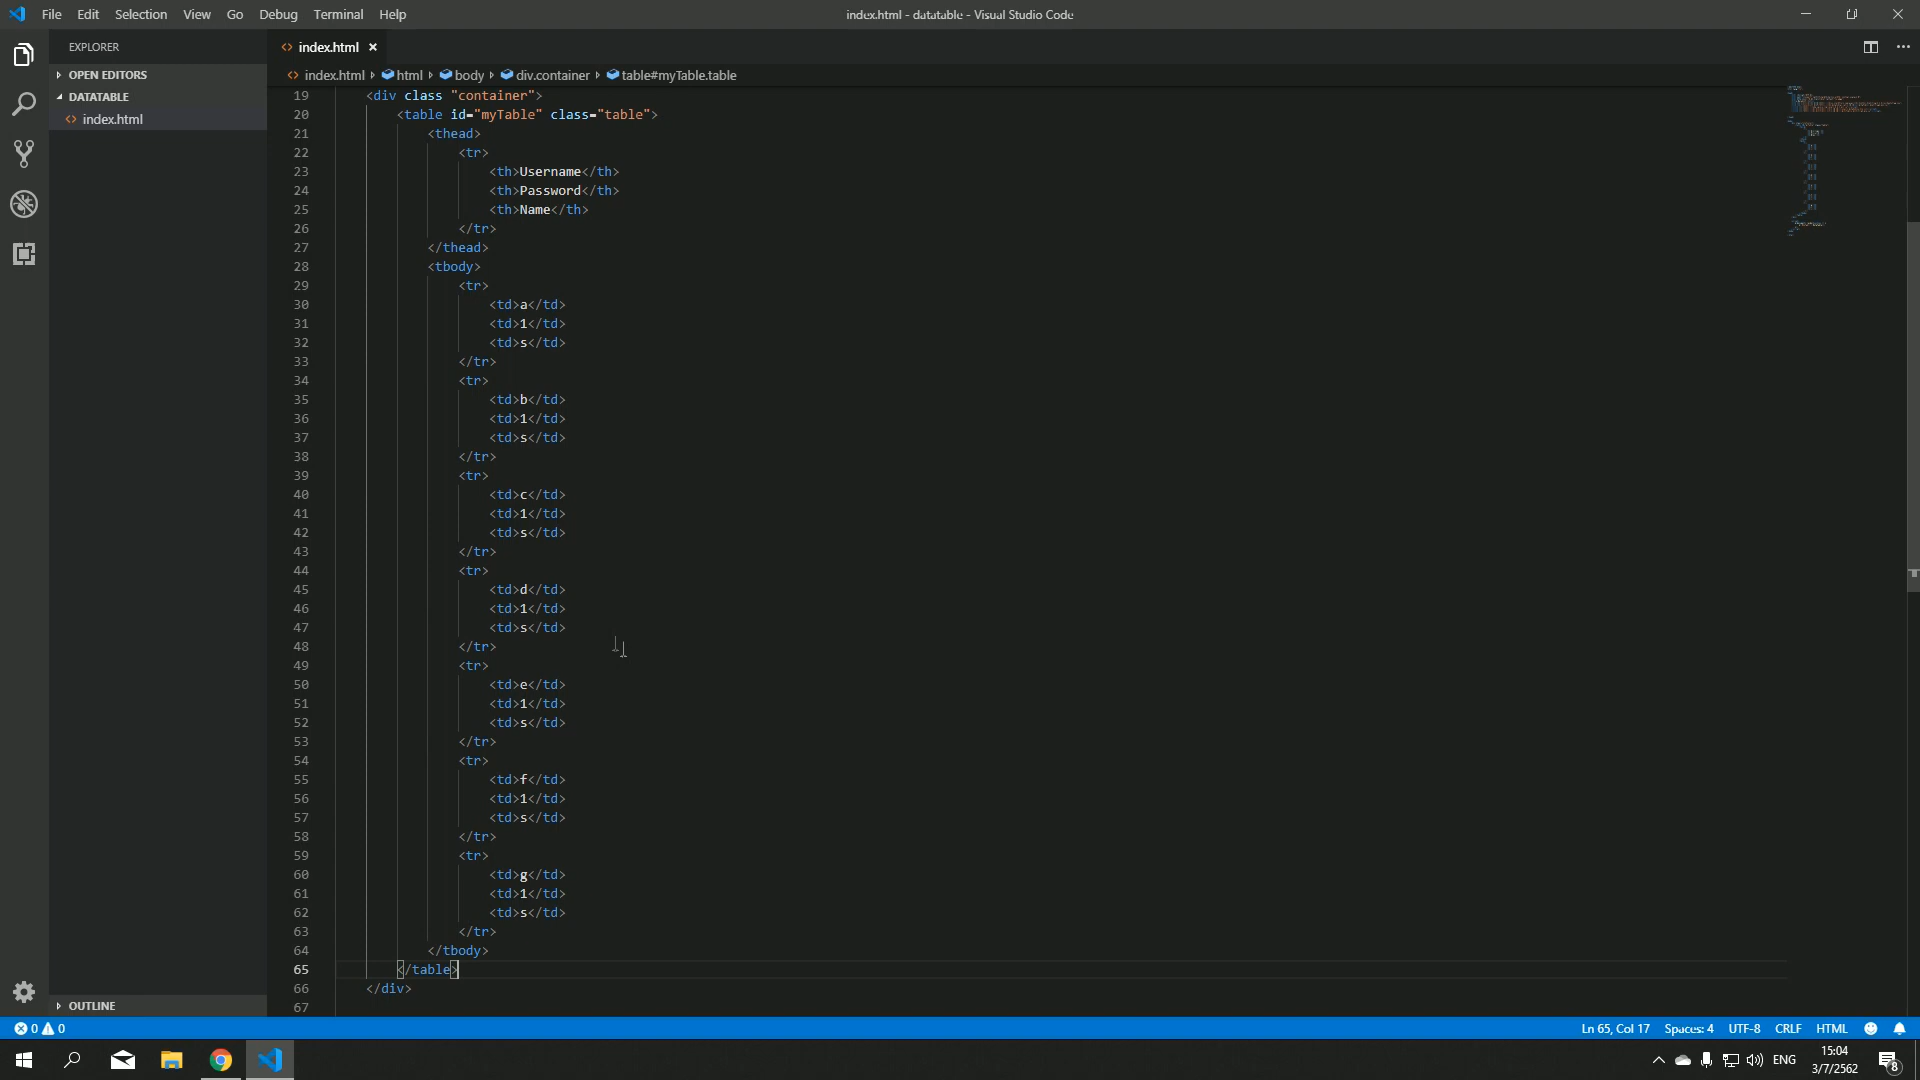 File Edit Selection View Go Debug Terminal Help
index.html - datatable - Visual Studio Code
EXPLORER
OPEN EDITORS
DATATABLE
index.html
OUTLINE
index.html
index.html html body div.container table#myTable.table
19 <div class "container">
20 <table id="myTable" class="table">
21 <thead>
22 <tr>
23 <th>Username</th>
24 <th>Password</th>
25 <th>Name</th>
26 </tr>
27 </thead>
28 <tbody>
29 <tr>
30 <td>a</td>
31 <td>1</td>
32 <td>s</td>
33 </tr>
34 <tr>
35 <td>b</td>
36 <td>1</td>
37 <td>s</td>
38 </tr>
39 <tr>
40 <td>c</td>
41 <td>1</td>
42 <td>s</td>
43 </tr>
44 <tr>
45 <td>d</td>
46 <td>1</td>
47 <td>s</td>
48 </tr>
49 <tr>
50 <td>e</td>
51 <td>1</td>
52 <td>s</td>
53 </tr>
54 <tr>
55 <td>f</td>
56 <td>1</td>
57 <td>s</td>
58 </tr>
59 <tr>
60 <td>g</td>
61 <td>1</td>
62 <td>s</td>
63 </tr>
64 </tbody>
65 </table>
66 </div>
67
0 0
Ln 65, Col 17 Spaces: 4 UTF-8 CRLF HTML
ENG
15:04
3/7/2562
8